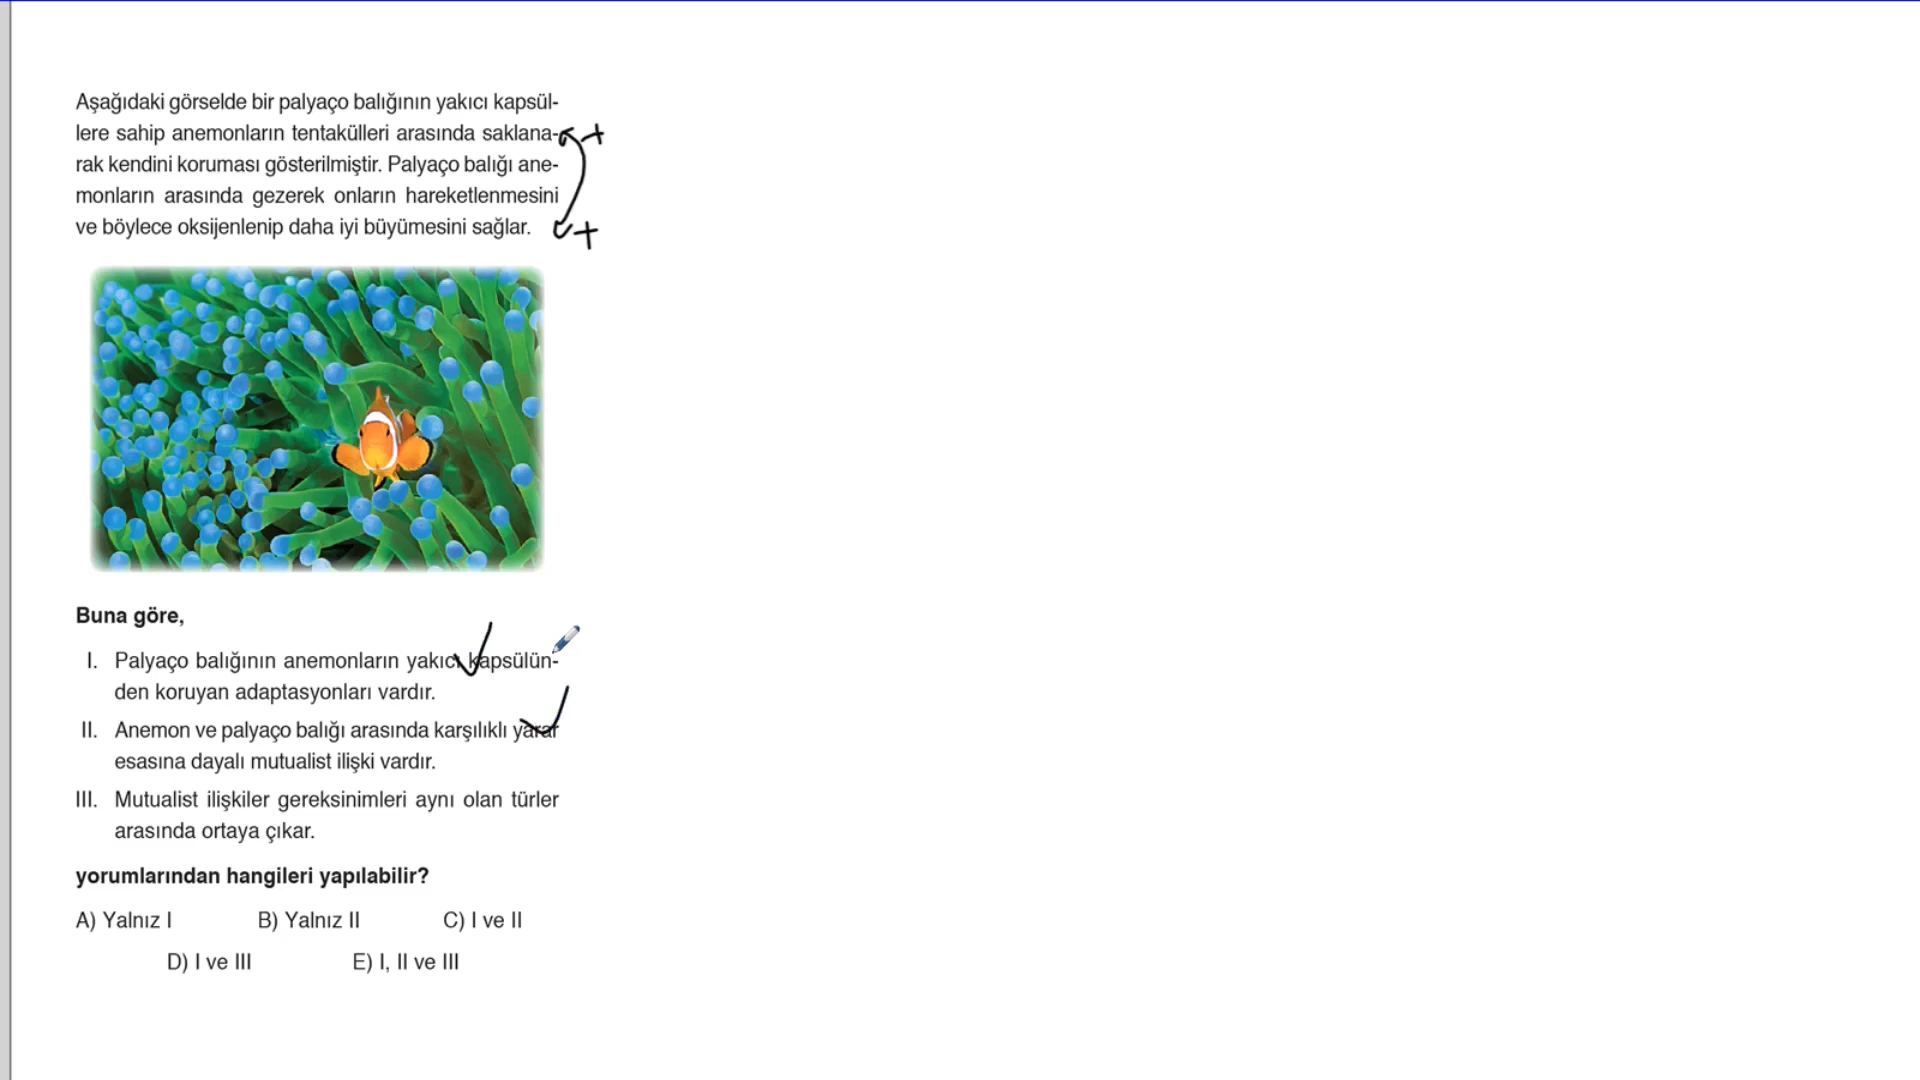 Aşağıdaki görselde bir palyaço balığının yakıcı kapsül-
lere sahip anemonların tentakülleri arasında saklana-
rak kendini koruması gösterilmiştir. Palyaço balığı ane-
monların arasında gezerek onların hareketlenmesini
ve böylece oksijenlenip daha iyi büyümesini sağlar.
+
+
Buna göre,
I. Palyaço balığının anemonların yakıcı kapsülün-
den koruyan adaptasyonları vardır.
II. Anemon ve palyaço balığı arasında karşılıklı yarar
esasına dayalı mutualist ilişki vardır.
III. Mutualist ilişkiler gereksinimleri aynı olan türler
arasında ortaya çıkar.
yorumlarından hangileri yapılabilir?
A) Yalnız I B) Yalnız II C) I ve II
D) I ve III E) I, II ve III